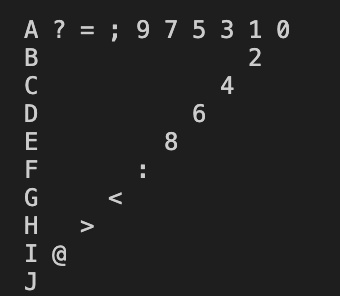 A ? = ; 9 7 5 3 1 0
B               2
C             4
D           6
E         8
F       :
G     <
H   >
I @
J